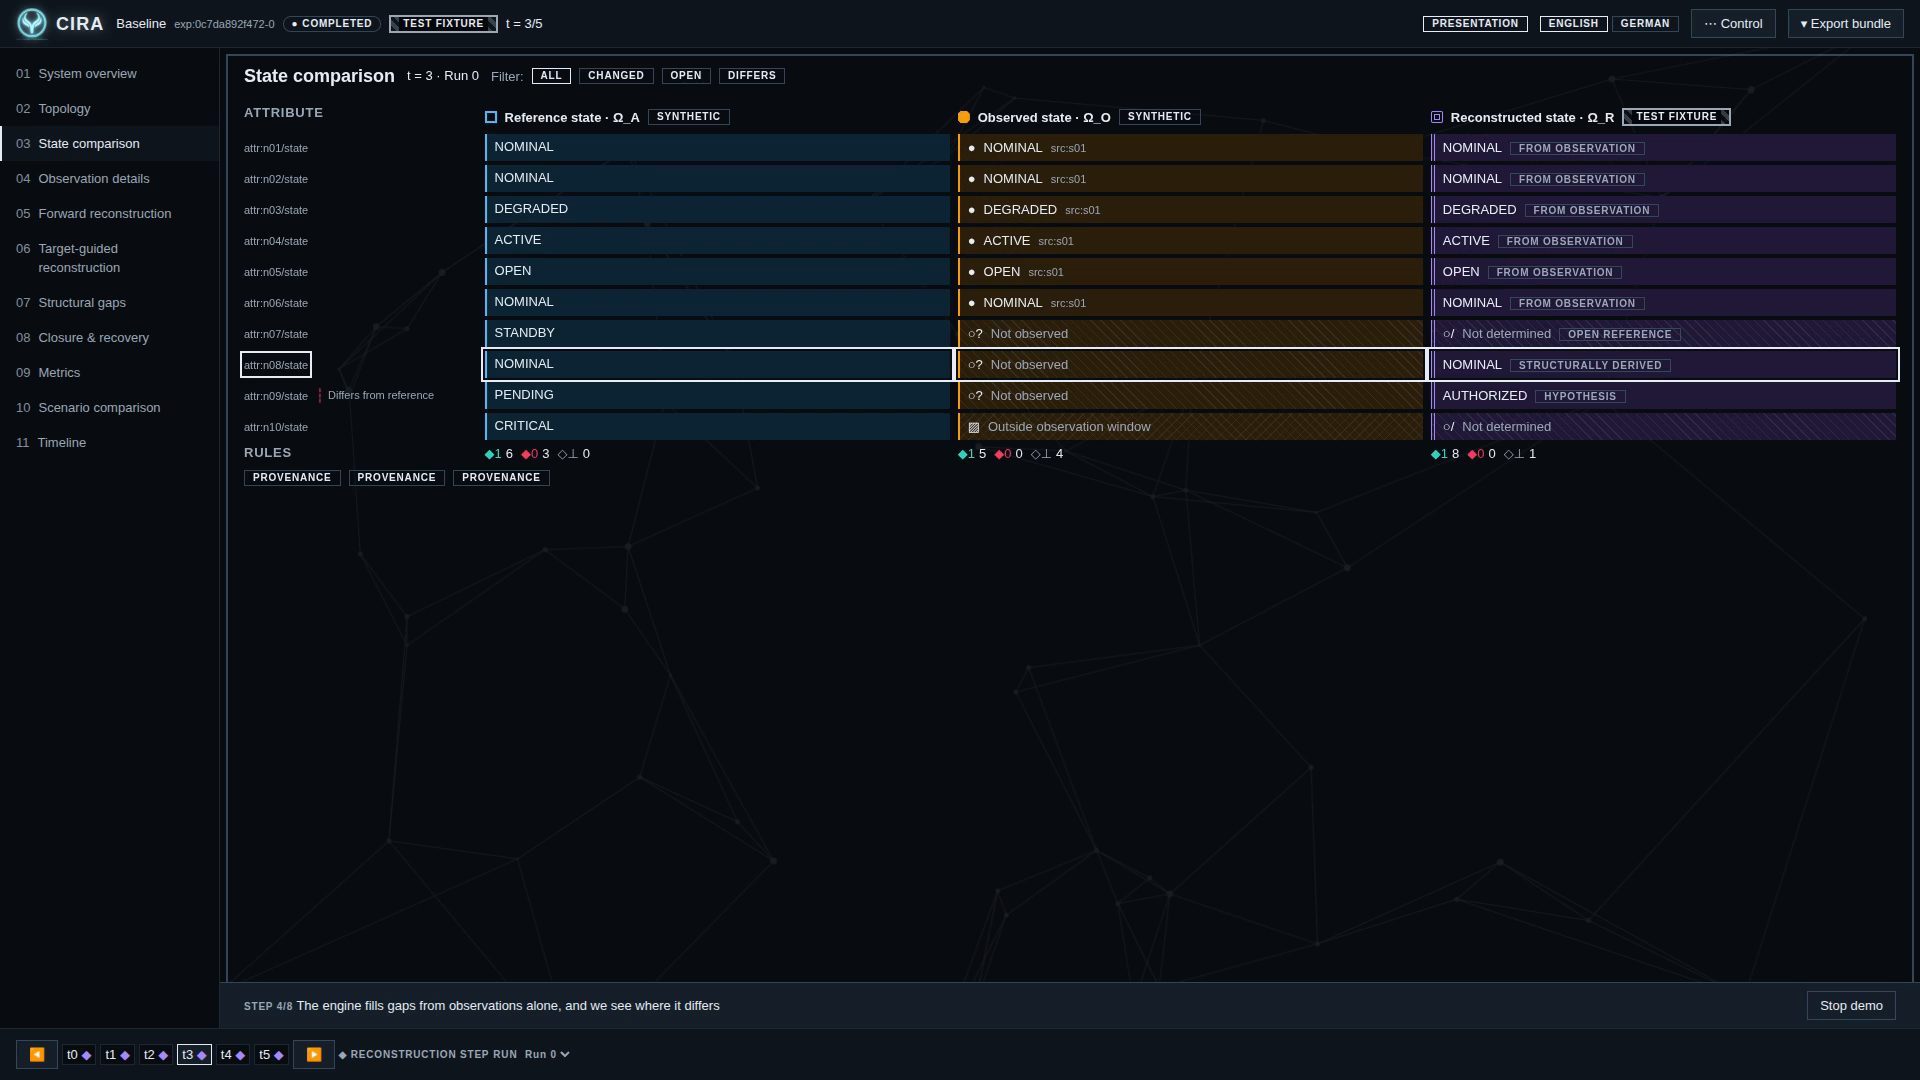 CIRA Baseline exp:0c7da892f472-0 ● COMPLETED TEST FIXTURE t = 3/5 PRESENTATION ENGLISH GERMAN ··· Control ▾ Export bundle
01 System overview
02 Topology
03 State comparison
04 Observation details
05 Forward reconstruction
06 Target-guided
reconstruction
07 Structural gaps
08 Closure & recovery
09 Metrics
10 Scenario comparison
11 Timeline
State comparison t = 3 · Run 0 Filter: ALL CHANGED OPEN DIFFERS
ATTRIBUTE Reference state · Ω_A SYNTHETIC Observed state · Ω_O SYNTHETIC Reconstructed state · Ω_R TEST FIXTURE
attr:n01/state NOMINAL ● NOMINAL src:s01 NOMINAL FROM OBSERVATION
attr:n02/state NOMINAL ● NOMINAL src:s01 NOMINAL FROM OBSERVATION
attr:n03/state DEGRADED ● DEGRADED src:s01 DEGRADED FROM OBSERVATION
attr:n04/state ACTIVE ● ACTIVE src:s01 ACTIVE FROM OBSERVATION
attr:n05/state OPEN ● OPEN src:s01 OPEN FROM OBSERVATION
attr:n06/state NOMINAL ● NOMINAL src:s01 NOMINAL FROM OBSERVATION
attr:n07/state STANDBY ○? Not observed ○/ Not determined OPEN REFERENCE
attr:n08/state NOMINAL ○? Not observed NOMINAL STRUCTURALLY DERIVED
attr:n09/state Differs from reference PENDING ○? Not observed AUTHORIZED HYPOTHESIS
attr:n10/state CRITICAL ▨ Outside observation window ○/ Not determined
RULES ◆1 6 ◆0 3 ◇⊥ 0 ◆1 5 ◆0 0 ◇⊥ 4 ◆1 8 ◆0 0 ◇⊥ 1
PROVENANCE PROVENANCE PROVENANCE
STEP 4/8 The engine fills gaps from observations alone, and we see where it differs Stop demo
t0 ◆ t1 ◆ t2 ◆ t3 ◆ t4 ◆ t5 ◆ ◆ RECONSTRUCTION STEP RUN Run 0